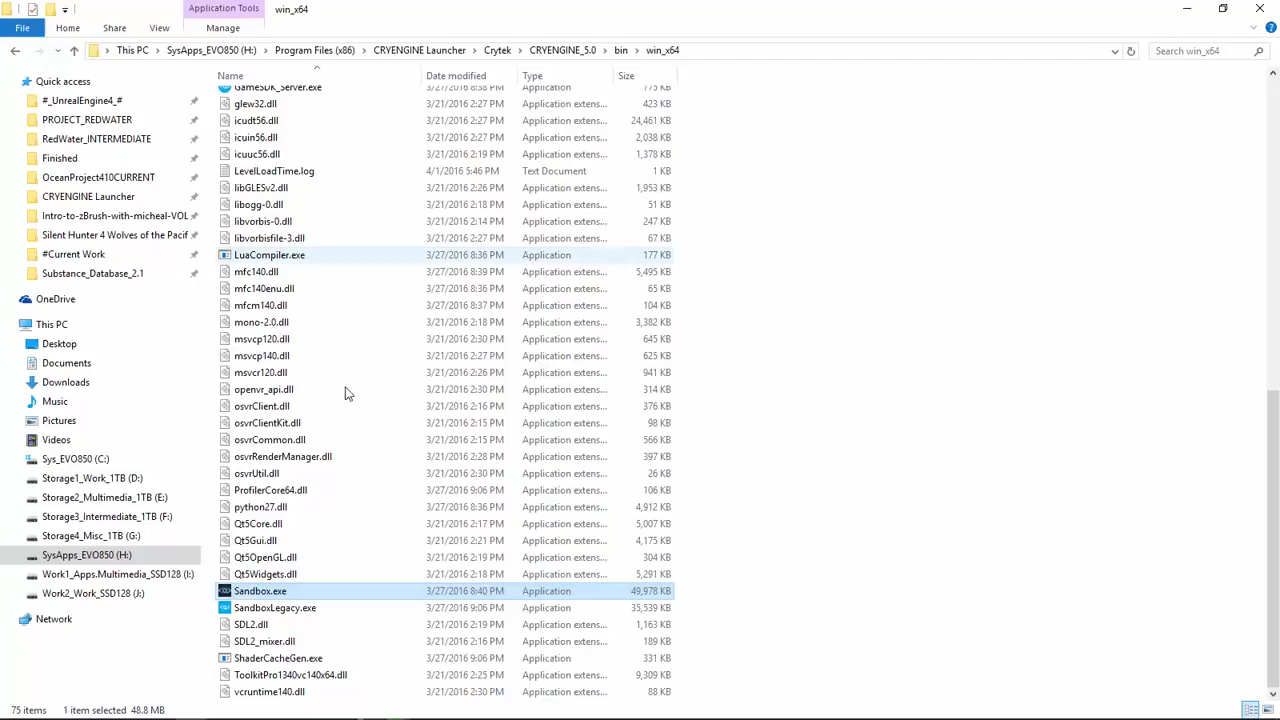 Application Tools
win_x64
File
Home
Share
View
Manage
This PC
SysApps_EVO850 (H:)
Program Files (x86)
CRYENGINE Launcher
Crytek
CRYENGINE_5.0
bin
win_x64
Search win_x64
Quick access
#_UnrealEngine4_#
PROJECT_REDWATER
RedWater_INTERMEDIATE
Finished
OceanProject410CURRENT
CRYENGINE Launcher
Intro-to-zBrush-with-micheal-VOL
Silent Hunter 4 Wolves of the Pacif
#Current Work
Substance_Database_2.1
OneDrive
This PC
Desktop
Documents
Downloads
Music
Pictures
Videos
Sys_EVO850 (C:)
Storage1_Work_1TB (D:)
Storage2_Multimedia_1TB (E:)
Storage3_Intermediate_1TB (F:)
Storage4_Misc_1TB (G:)
SysApps_EVO850 (H:)
Work1_Apps.Multimedia_SSD128 (I:)
Work2_Work_SSD128 (J:)
Network
Name Date modified Type Size
GameSDK_Server.exe 3/27/2016 8:38 PM Application 775 KB
glew32.dll 3/21/2016 2:27 PM Application extens... 423 KB
icudt56.dll 3/21/2016 2:27 PM Application extens... 24,461 KB
icuin56.dll 3/21/2016 2:27 PM Application extens... 2,038 KB
icuuc56.dll 3/21/2016 2:19 PM Application extens... 1,378 KB
LevelLoadTime.log 4/1/2016 5:46 PM Text Document 1 KB
libGLESv2.dll 3/21/2016 2:26 PM Application extens... 1,953 KB
libogg-0.dll 3/21/2016 2:18 PM Application extens... 51 KB
libvorbis-0.dll 3/21/2016 2:14 PM Application extens... 247 KB
libvorbisfile-3.dll 3/21/2016 2:27 PM Application extens... 67 KB
LuaCompiler.exe 3/27/2016 8:36 PM Application 177 KB
mfc140.dll 3/27/2016 8:39 PM Application extens... 5,495 KB
mfc140enu.dll 3/27/2016 8:36 PM Application extens... 65 KB
mfcm140.dll 3/27/2016 8:37 PM Application extens... 104 KB
mono-2.0.dll 3/21/2016 2:18 PM Application extens... 3,382 KB
msvcp120.dll 3/21/2016 2:30 PM Application extens... 645 KB
msvcp140.dll 3/21/2016 2:27 PM Application extens... 625 KB
msvcr120.dll 3/21/2016 2:26 PM Application extens... 941 KB
openvr_api.dll 3/21/2016 2:30 PM Application extens... 314 KB
osvrClient.dll 3/21/2016 2:16 PM Application extens... 376 KB
osvrClientKit.dll 3/21/2016 2:15 PM Application extens... 98 KB
osvrCommon.dll 3/21/2016 2:15 PM Application extens... 566 KB
osvrRenderManager.dll 3/21/2016 2:28 PM Application extens... 397 KB
osvrUtil.dll 3/21/2016 2:30 PM Application extens... 26 KB
ProfilerCore64.dll 3/27/2016 9:06 PM Application extens... 106 KB
python27.dll 3/27/2016 8:36 PM Application extens... 4,912 KB
Qt5Core.dll 3/21/2016 2:17 PM Application extens... 5,007 KB
Qt5Gui.dll 3/21/2016 2:21 PM Application extens... 4,175 KB
Qt5OpenGL.dll 3/21/2016 2:19 PM Application extens... 304 KB
Qt5Widgets.dll 3/21/2016 2:18 PM Application extens... 5,291 KB
Sandbox.exe 3/27/2016 8:40 PM Application 49,978 KB
SandboxLegacy.exe 3/27/2016 9:06 PM Application 35,539 KB
SDL2.dll 3/21/2016 2:19 PM Application extens... 1,163 KB
SDL2_mixer.dll 3/21/2016 2:16 PM Application extens... 189 KB
ShaderCacheGen.exe 3/27/2016 9:06 PM Application 331 KB
ToolkitPro1340vc140x64.dll 3/21/2016 2:25 PM Application extens... 9,309 KB
vcruntime140.dll 3/21/2016 2:30 PM Application extens... 88 KB
75 items 1 item selected 48.8 MB